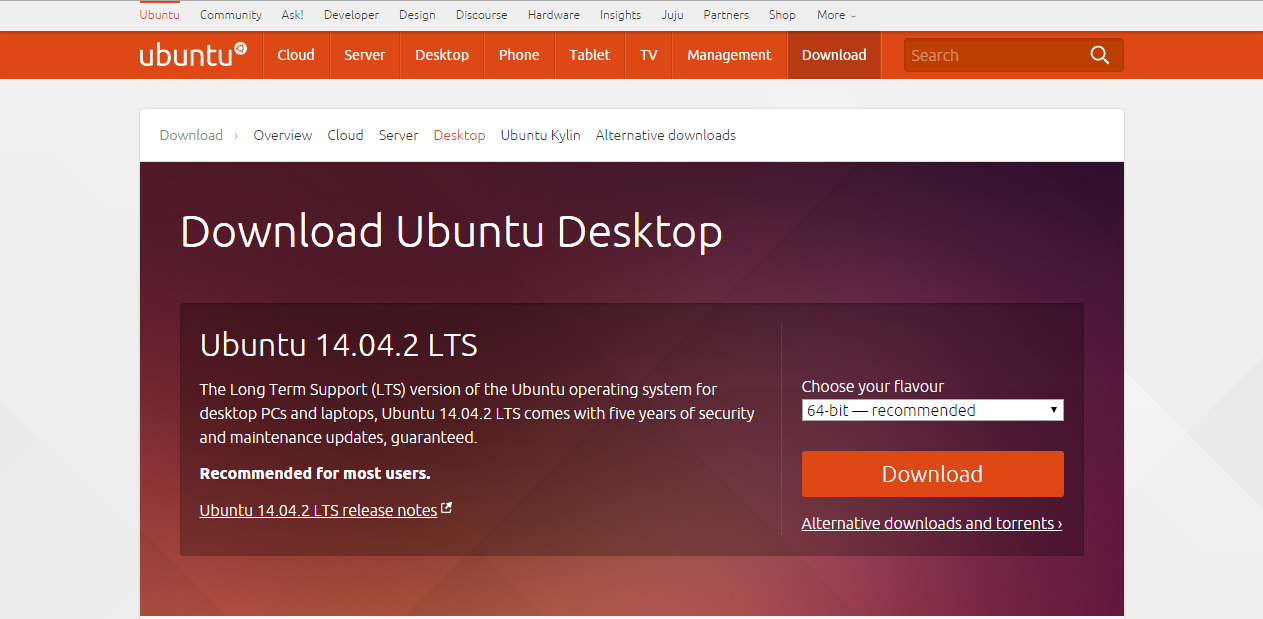 Ubuntu Community Ask! Developer Design Discourse Hardware Insights Juju Partners Shop More
ubuntu Cloud Server Desktop Phone Tablet TV Management Download Search
Download › Overview Cloud Server Desktop Ubuntu Kylin Alternative downloads
Download Ubuntu Desktop
Ubuntu 14.04.2 LTS
The Long Term Support (LTS) version of the Ubuntu operating system for
desktop PCs and laptops, Ubuntu 14.04.2 LTS comes with five years of security
and maintenance updates, guaranteed.
Recommended for most users.
Ubuntu 14.04.2 LTS release notes
Choose your flavour
64-bit — recommended
Download
Alternative downloads and torrents ›